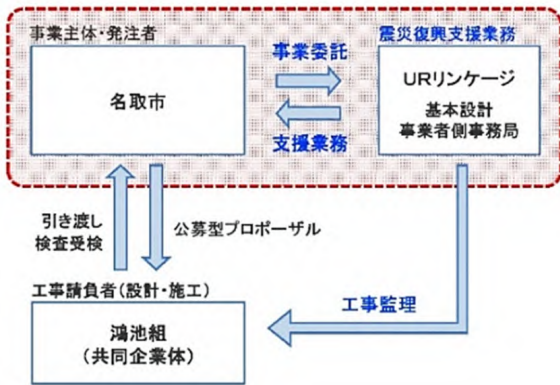 事業主体・発注者
名取市
事業委託
支援業務
震災復興支援業務
URリンケージ
基本設計
事業者側事務局
引き渡し
検査受検
公募型プロポーザル
工事請負者(設計・施工)
鴻池組
(共同企業体)
工事監理